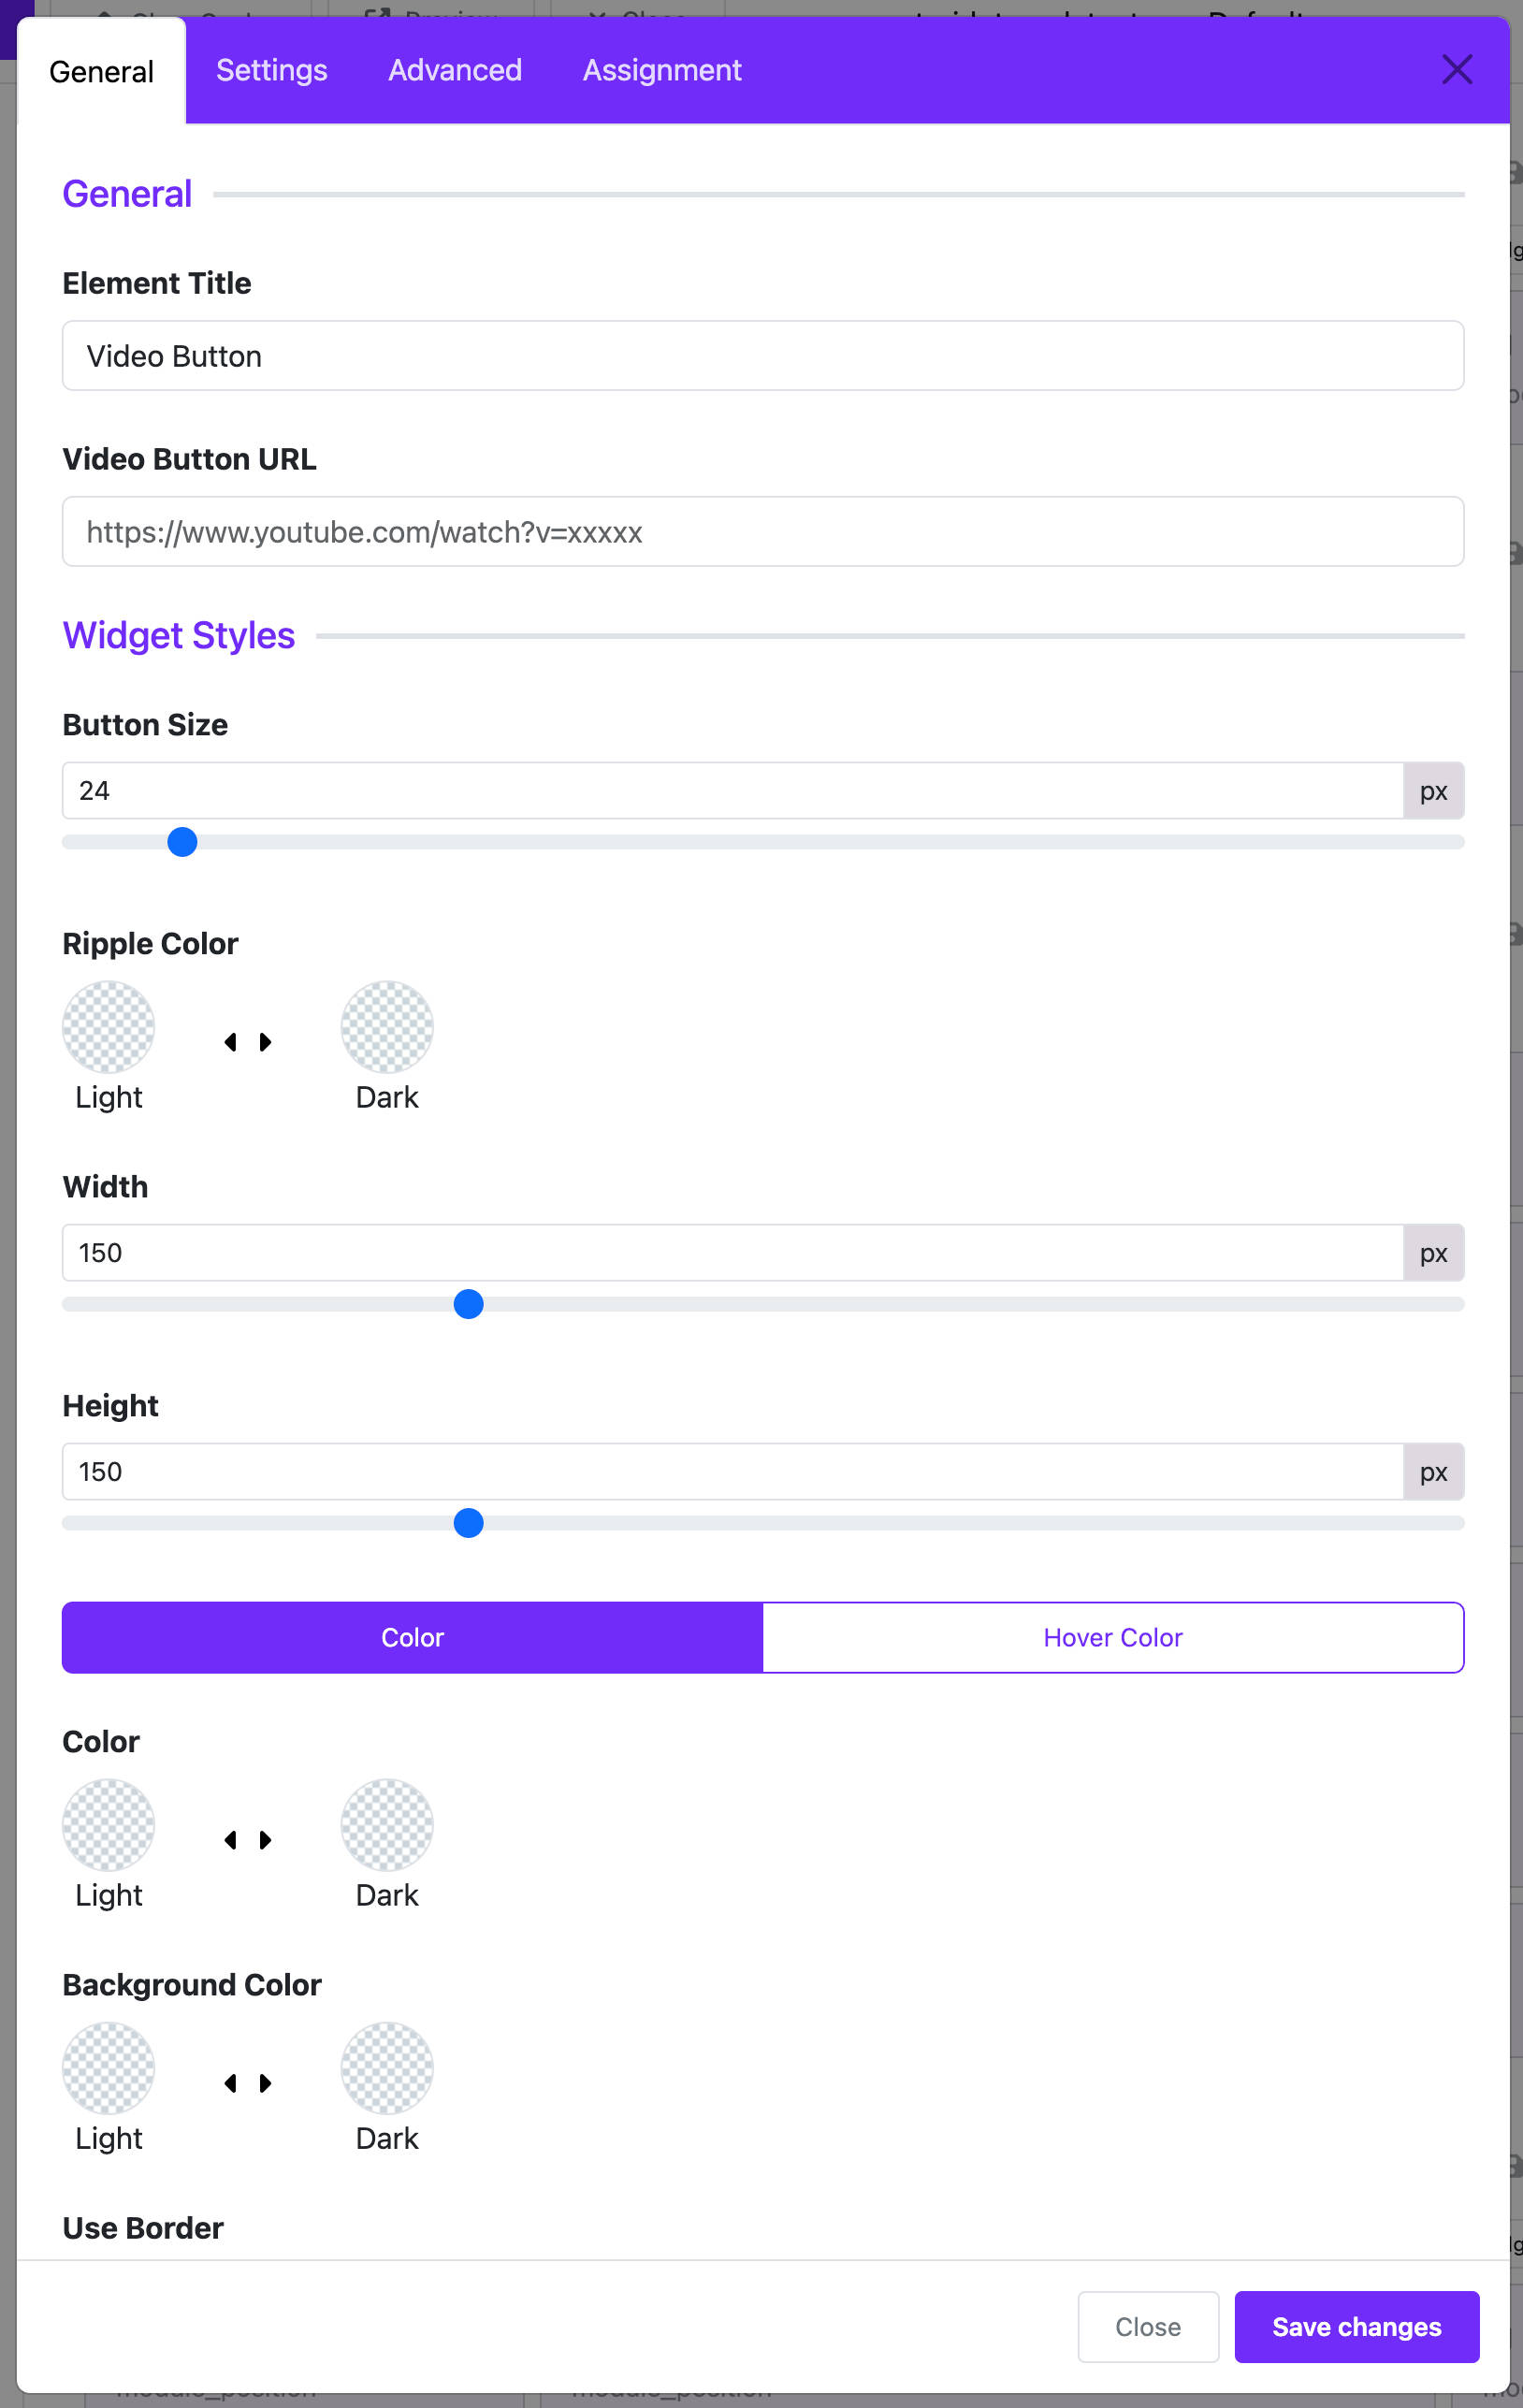 General
Settings
Advanced
Assignment
General
Element Title
Video Button
Video Button URL
https://www.youtube.com/watch?v=xxxxx
Widget Styles
Button Size
24
px
Ripple Color
Light
Dark
Width
150
px
Height
150
px
Color
Hover Color
Color
Light
Dark
Background Color
Light
Dark
Use Border
Close
Save changes